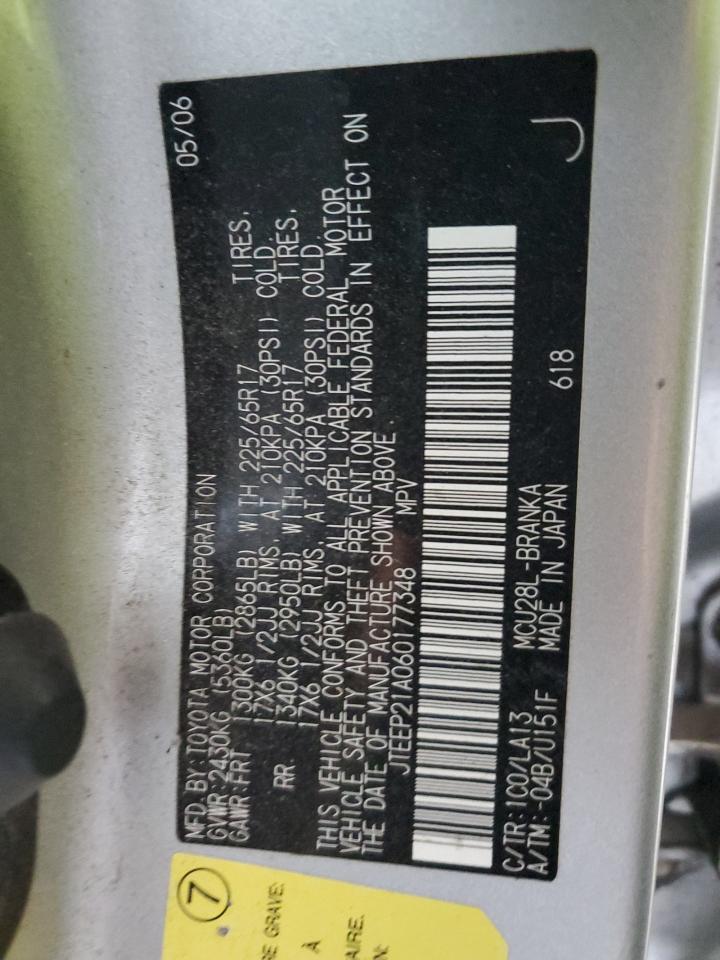 MFD. BY: TOYOTA MOTOR CORPORATION 05/06
GVWR: 2430KG (5360LB)
GAWR: FRT 1300KG (2865LB) WITH 225/65R17 TIRES,
17X6 1/2JJ RIMS, AT 210KPA (30PSI) COLD.
RR 1340KG (2950LB) WITH 225/65R17 TIRES,
17X6 1/2JJ RIMS, AT 210KPA (30PSI) COLD.
THIS VEHICLE CONFORMS TO ALL APPLICABLE FEDERAL MOTOR
VEHICLE SAFETY AND THEFT PREVENTION STANDARDS IN EFFECT ON
THE DATE OF MANUFACTURE SHOWN ABOVE.
JTEEP21A060177348 MPV
C/TR: 1C0/LA13 MCU28L-BRANKA
A/TM: -04B/U151F MADE IN JAPAN 618 J
7
RE GRAVE:
À
AIRE.
N: